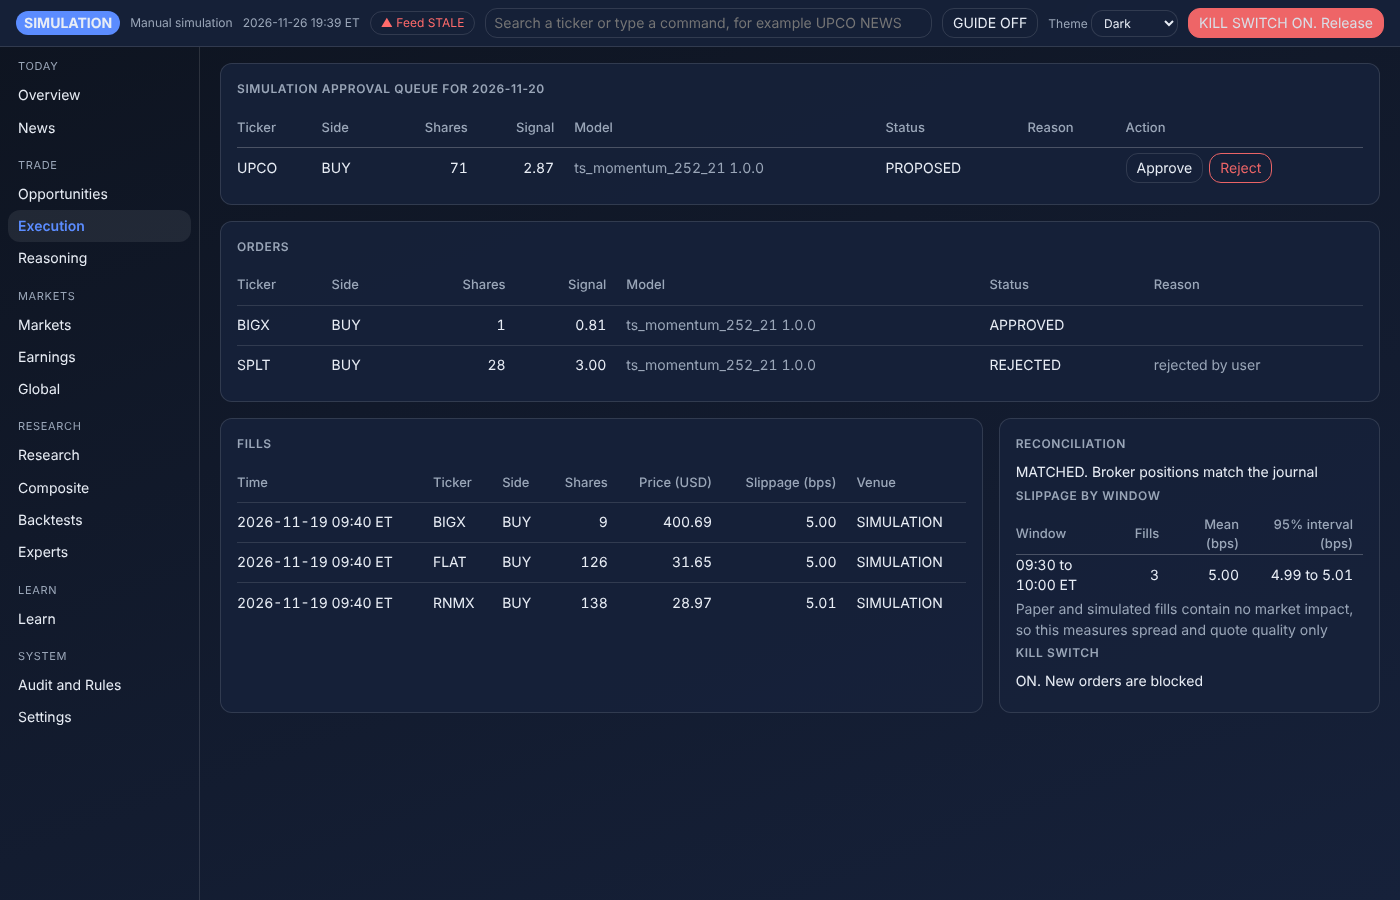 SIMULATION Manual simulation 2026-11-26 19:39 ET ▲ Feed STALE Search a ticker or type a command, for example UPCO NEWS GUIDE OFF Theme Dark KILL SWITCH ON. Release
TODAY
Overview
News
TRADE
Opportunities
Execution
Reasoning
MARKETS
Markets
Earnings
Global
RESEARCH
Research
Composite
Backtests
Experts
LEARN
Learn
SYSTEM
Audit and Rules
Settings
SIMULATION APPROVAL QUEUE FOR 2026-11-20
Ticker Side Shares Signal Model Status Reason Action
UPCO BUY 71 2.87 ts_momentum_252_21 1.0.0 PROPOSED Approve Reject
ORDERS
Ticker Side Shares Signal Model Status Reason
BIGX BUY 1 0.81 ts_momentum_252_21 1.0.0 APPROVED
SPLT BUY 28 3.00 ts_momentum_252_21 1.0.0 REJECTED rejected by user
FILLS
Time Ticker Side Shares Price (USD) Slippage (bps) Venue
2026-11-19 09:40 ET BIGX BUY 9 400.69 5.00 SIMULATION
2026-11-19 09:40 ET FLAT BUY 126 31.65 5.00 SIMULATION
2026-11-19 09:40 ET RNMX BUY 138 28.97 5.01 SIMULATION
RECONCILIATION
MATCHED. Broker positions match the journal
SLIPPAGE BY WINDOW
Window Fills Mean (bps) 95% interval (bps)
09:30 to
10:00 ET 3 5.00 4.99 to 5.01
Paper and simulated fills contain no market impact,
so this measures spread and quote quality only
KILL SWITCH
ON. New orders are blocked